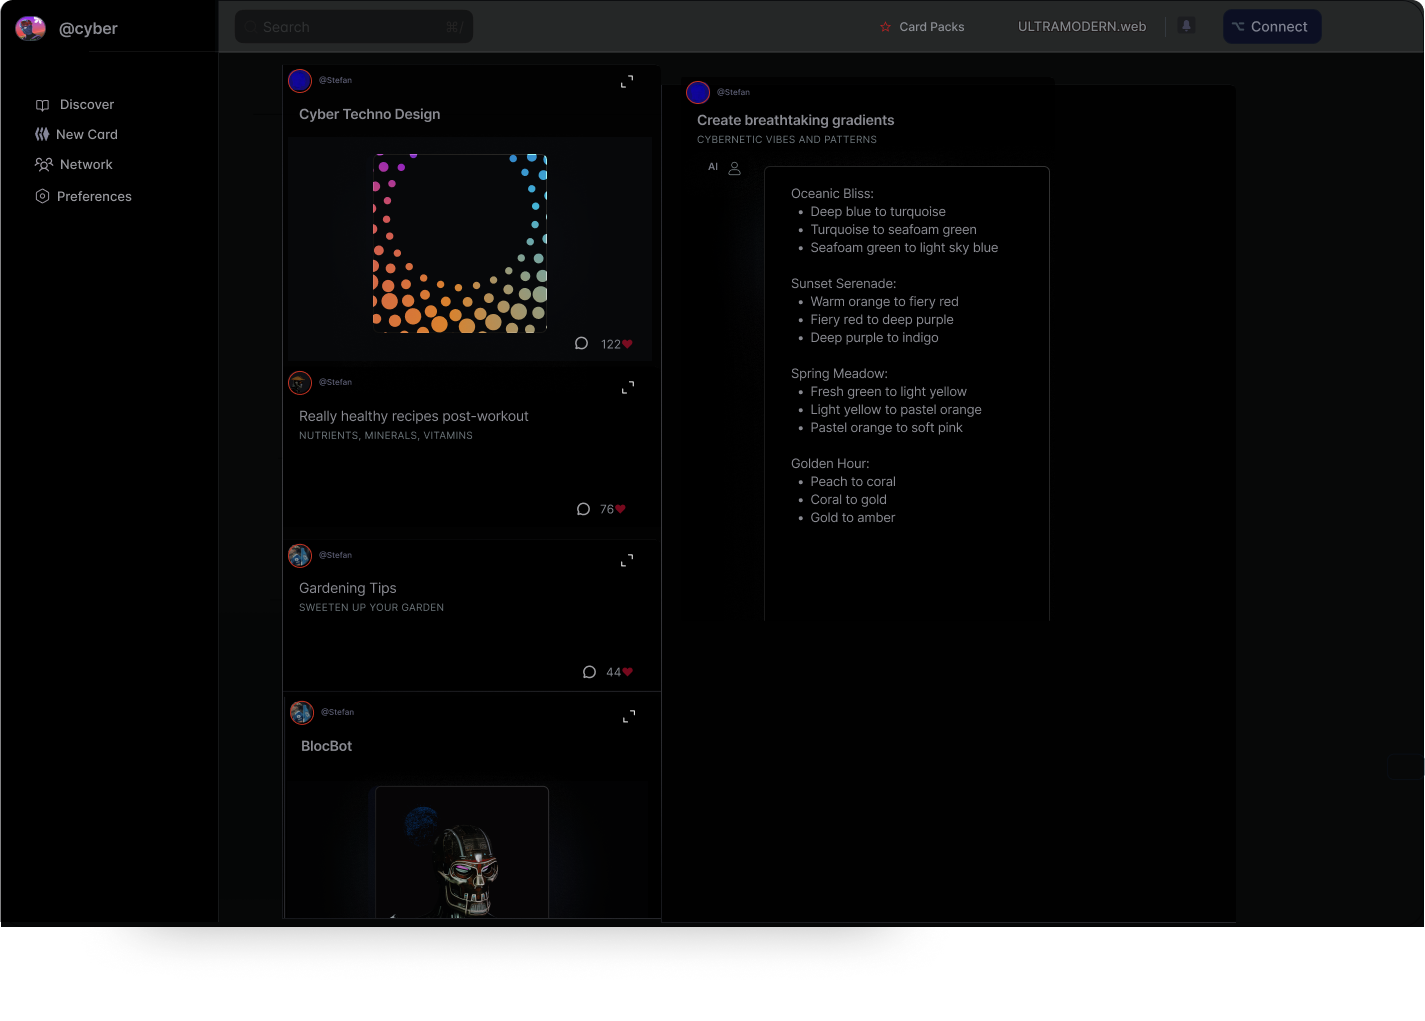 @cyber
Search ⌘/
Card Packs
ULTRAMODERN.web
Connect
Discover
New Card
Network
Preferences
@Stefan
Cyber Techno Design
122
@Stefan
Really healthy recipes post-workout
NUTRIENTS, MINERALS, VITAMINS
76
@Stefan
Gardening Tips
SWEETEN UP YOUR GARDEN
44
@Stefan
BlocBot
@Stefan
Create breathtaking gradients
CYBERNETIC VIBES AND PATTERNS
AI
Oceanic Bliss:
• Deep blue to turquoise
• Turquoise to seafoam green
• Seafoam green to light sky blue
Sunset Serenade:
• Warm orange to fiery red
• Fiery red to deep purple
• Deep purple to indigo
Spring Meadow:
• Fresh green to light yellow
• Light yellow to pastel orange
• Pastel orange to soft pink
Golden Hour:
• Peach to coral
• Coral to gold
• Gold to amber